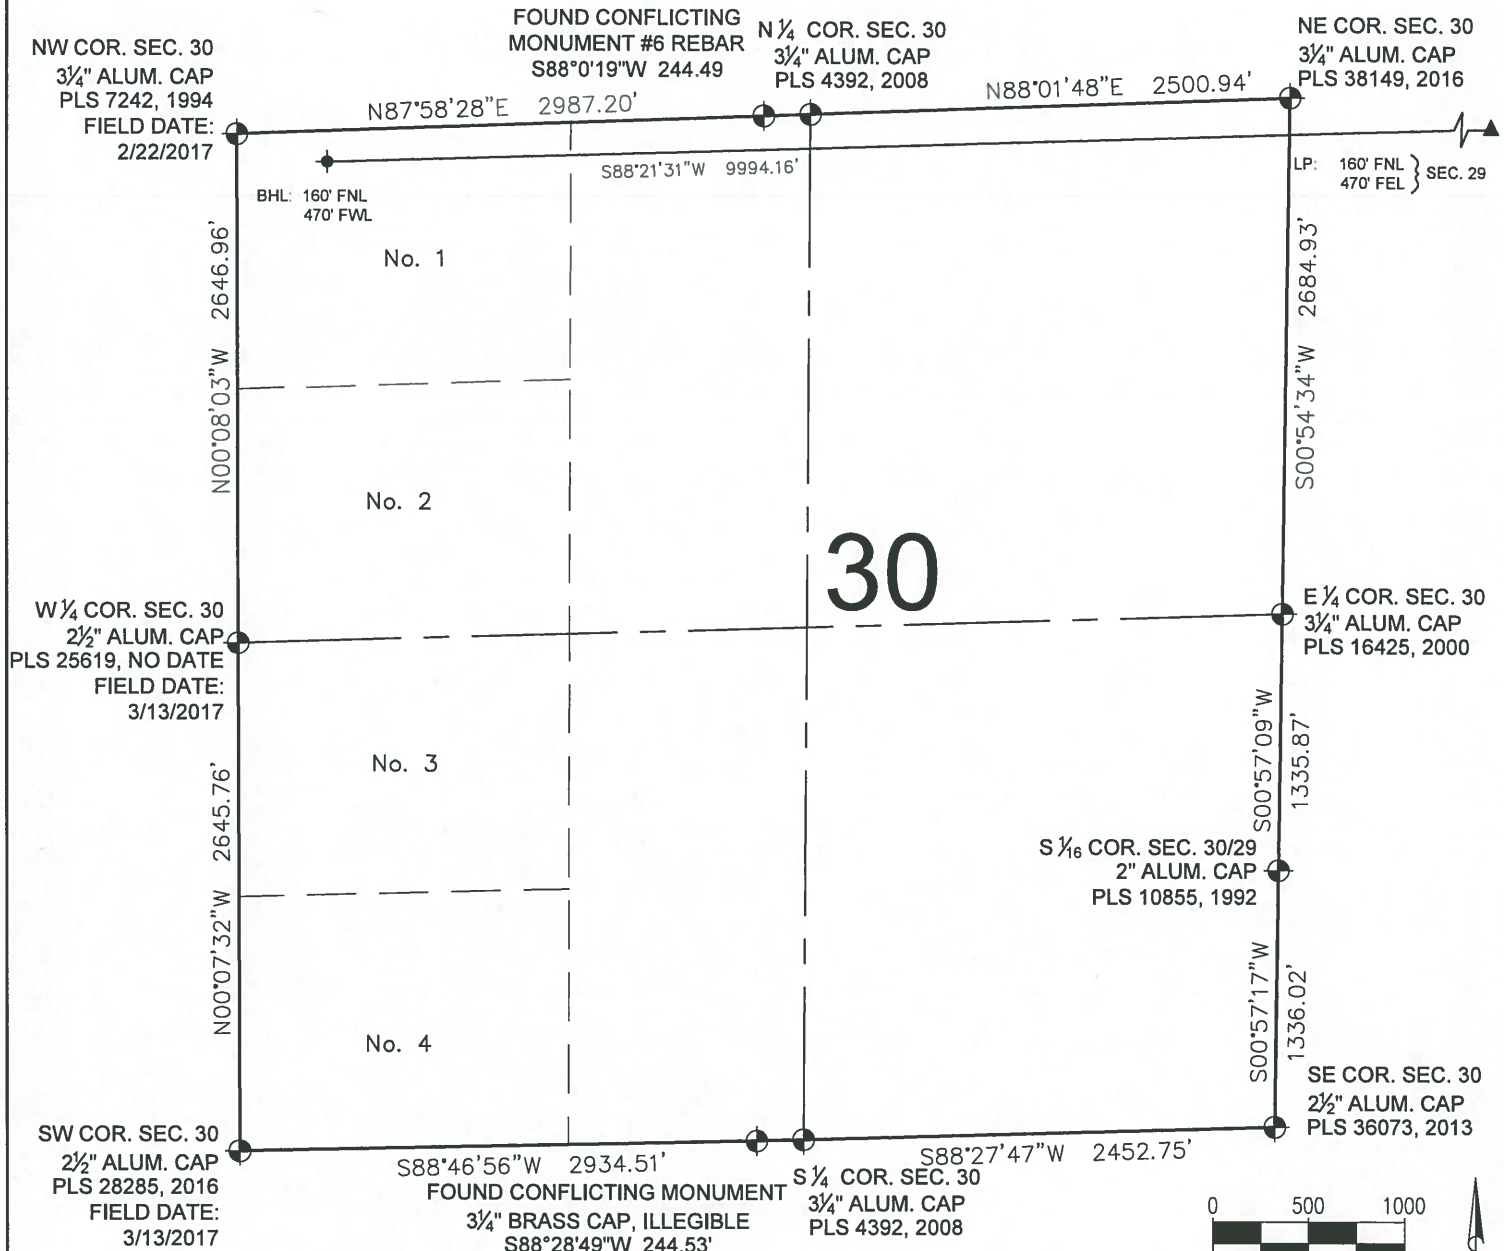 FOUND CONFLICTING
MONUMENT #6 REBAR
S88°0'19"W 244.49
N ¼ COR. SEC. 30
3¼" ALUM. CAP
PLS 4392, 2008
NE COR. SEC. 30
3¼" ALUM. CAP
PLS 38149, 2016
NW COR. SEC. 30
3¼" ALUM. CAP
PLS 7242, 1994
FIELD DATE:
2/22/2017
N87°58'28"E 2987.20'
N88°01'48"E 2500.94'
S88°21'31"W 9994.16'
LP: 160' FNL
470' FEL
SEC. 29
BHL: 160' FNL
470' FWL
No. 1
N00°08'03"W 2646.96'
S00°54'34"W 2684.93'
No. 2
30
W ¼ COR. SEC. 30
2½" ALUM. CAP
PLS 25619, NO DATE
FIELD DATE:
3/13/2017
E ¼ COR. SEC. 30
3¼" ALUM. CAP
PLS 16425, 2000
No. 3
N00°07'32"W 2645.76'
S00°57'09"W
1335.87'
S 1⁄16 COR. SEC. 30/29
2" ALUM. CAP
PLS 10855, 1992
No. 4
S00°57'17"W
1336.02'
SE COR. SEC. 30
2½" ALUM. CAP
PLS 36073, 2013
SW COR. SEC. 30
2½" ALUM. CAP
PLS 28285, 2016
FIELD DATE:
3/13/2017
S88°46'56"W 2934.51'
FOUND CONFLICTING MONUMENT
3¼" BRASS CAP, ILLEGIBLE
S88°28'49"W 244.53'
S ¼ COR. SEC. 30
3¼" ALUM. CAP
PLS 4392, 2008
S88°27'47"W 2452.75'
0 500 1000